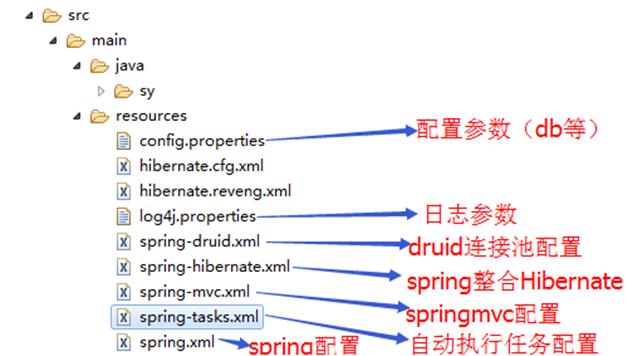 src
main
java
sy
resources
config.properties
配置参数（db等）
hibernate.cfg.xml
hibernate.reveng.xml
log4j.properties
日志参数
spring-druid.xml
druid连接池配置
spring-hibernate.xml
spring整合Hibernate
spring-mvc.xml
springmvc配置
spring-tasks.xml
自动执行任务配置
spring.xml
spring配置